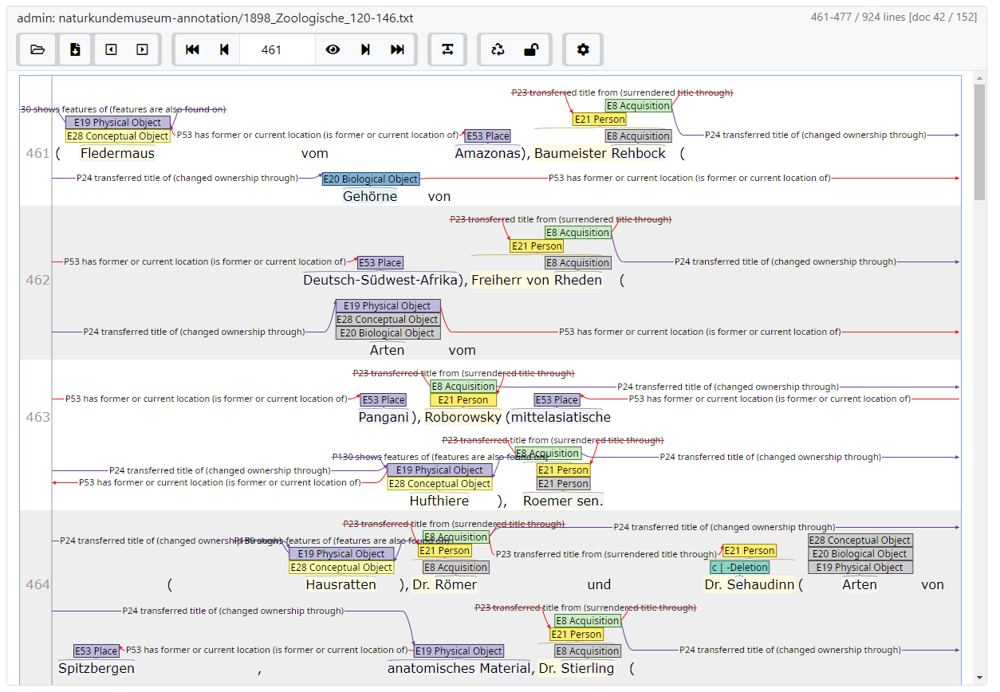 admin: naturkundemuseum-annotation/1898_Zoologische_120-146.txt
461-477 / 924 lines [doc 42 / 152]
461
P23 transferred title from (surrendered title through)
30 shows features of (features are also found on)
E8 Acquisition
E19 Physical Object
E21 Person
E28 Conceptual Object
P53 has former or current location (is former or current location of)
E53 Place
E8 Acquisition
P24 transferred title of (changed ownership through)
461 ( Fledermaus vom Amazonas), Baumeister Rehbock (
P24 transferred title of (changed ownership through)
E20 Biological Object
P53 has former or current location (is former or current location of)
Gehörne von
P23 transferred title from (surrendered title through)
E8 Acquisition
E21 Person
P53 has former or current location (is former or current location of)
E53 Place
E8 Acquisition
P24 transferred title of (changed ownership through)
462 Deutsch-Südwest-Afrika), Freiherr von Rheden (
E19 Physical Object
E28 Conceptual Object
P24 transferred title of (changed ownership through)
E20 Biological Object
P53 has former or current location (is former or current location of)
Arten vom
P23 transferred title from (surrendered title through)
E8 Acquisition
P24 transferred title of (changed ownership through)
P53 has former or current location (is former or current location of)
E53 Place
E21 Person
E53 Place
P53 has former or current location (is former or current location of)
463 Pangani ), Roborowsky (mittelasiatische
P23 transferred title from (surrendered title through)
E8 Acquisition
P130 shows features of (features are also found on)
P24 transferred title of (changed ownership through)
P24 transferred title of (changed ownership through)
E19 Physical Object
E21 Person
P53 has former or current location (is former or current location of)
E28 Conceptual Object
E21 Person
Hufthiere ), Roemer sen.
P23 transferred title from (surrendered title through)
P24 transferred title of (changed ownership through)
E8 Acquisition
P24 transferred title of (changed ownership through)
P130 shows features of (features are also found on)
E28 Conceptual Object
E19 Physical Object
E21 Person
P23 transferred title from (surrendered title through)
E21 Person
E20 Biological Object
E28 Conceptual Object
E8 Acquisition
c | -Deletion
E19 Physical Object
464 ( Hausratten ), Dr. Römer und Dr. Sehaudinn ( Arten von
P24 transferred title of (changed ownership through)
P23 transferred title from (surrendered title through)
E8 Acquisition
E21 Person
E53 Place
P53 has former or current location (is former or current location of)
E19 Physical Object
E8 Acquisition
P24 transferred title of (changed ownership through)
Spitzbergen , anatomisches Material, Dr. Stierling (